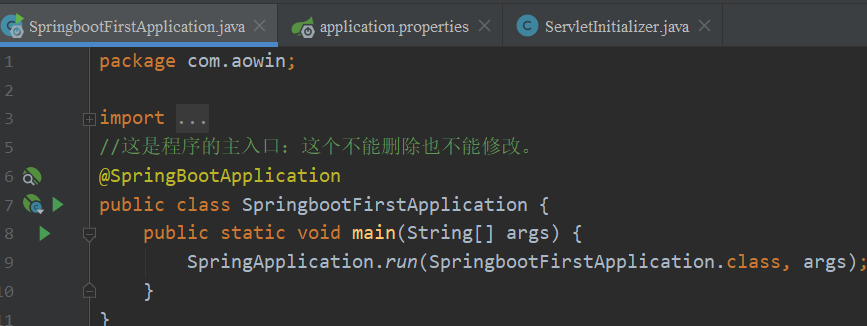 SpringbootFirstApplication.java application.properties ServletInitializer.java
1 package com.aowin;
2
3 import ...
5 //这是程序的主入口：这个不能删除也不能修改。
6 @SpringBootApplication
7 public class SpringbootFirstApplication {
8 public static void main(String[] args) {
9 SpringApplication.run(SpringbootFirstApplication.class, args);
10 }
11 }